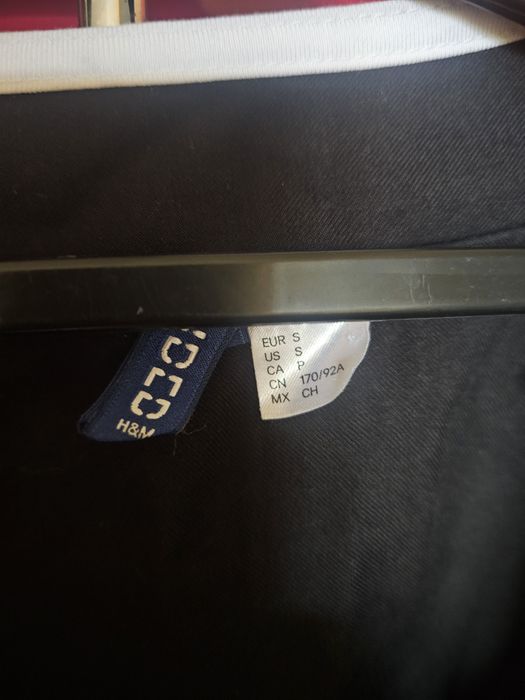 H&M
EUR S
US S
CA P
CN 170/92A
MX CH